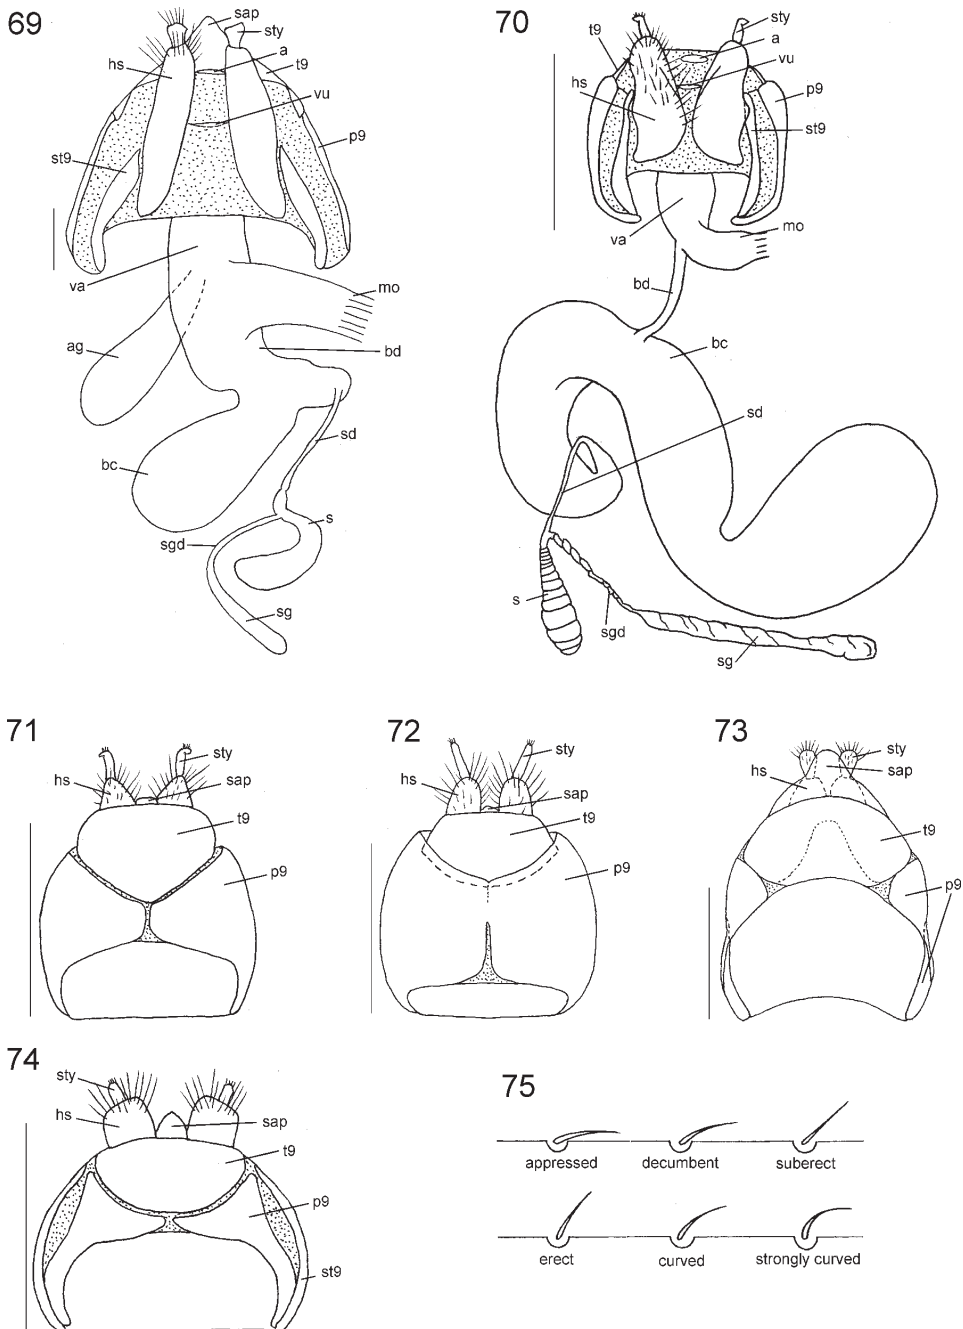 69
sap
sty
a
hs
t9
vu
p9
st9
va
mo
ag
bd
sd
bc
s
sgd
sg
70
sty
t9
a
vu
hs
p9
st9
va
mo
bd
bc
sd
s
sgd
sg
71
sty
hs
sap
t9
p9
72
sty
hs
sap
t9
p9
73
sty
hs
sap
t9
p9
74
sty
hs
sap
t9
p9
st9
75
appressed decumbent suberect
erect curved strongly curved